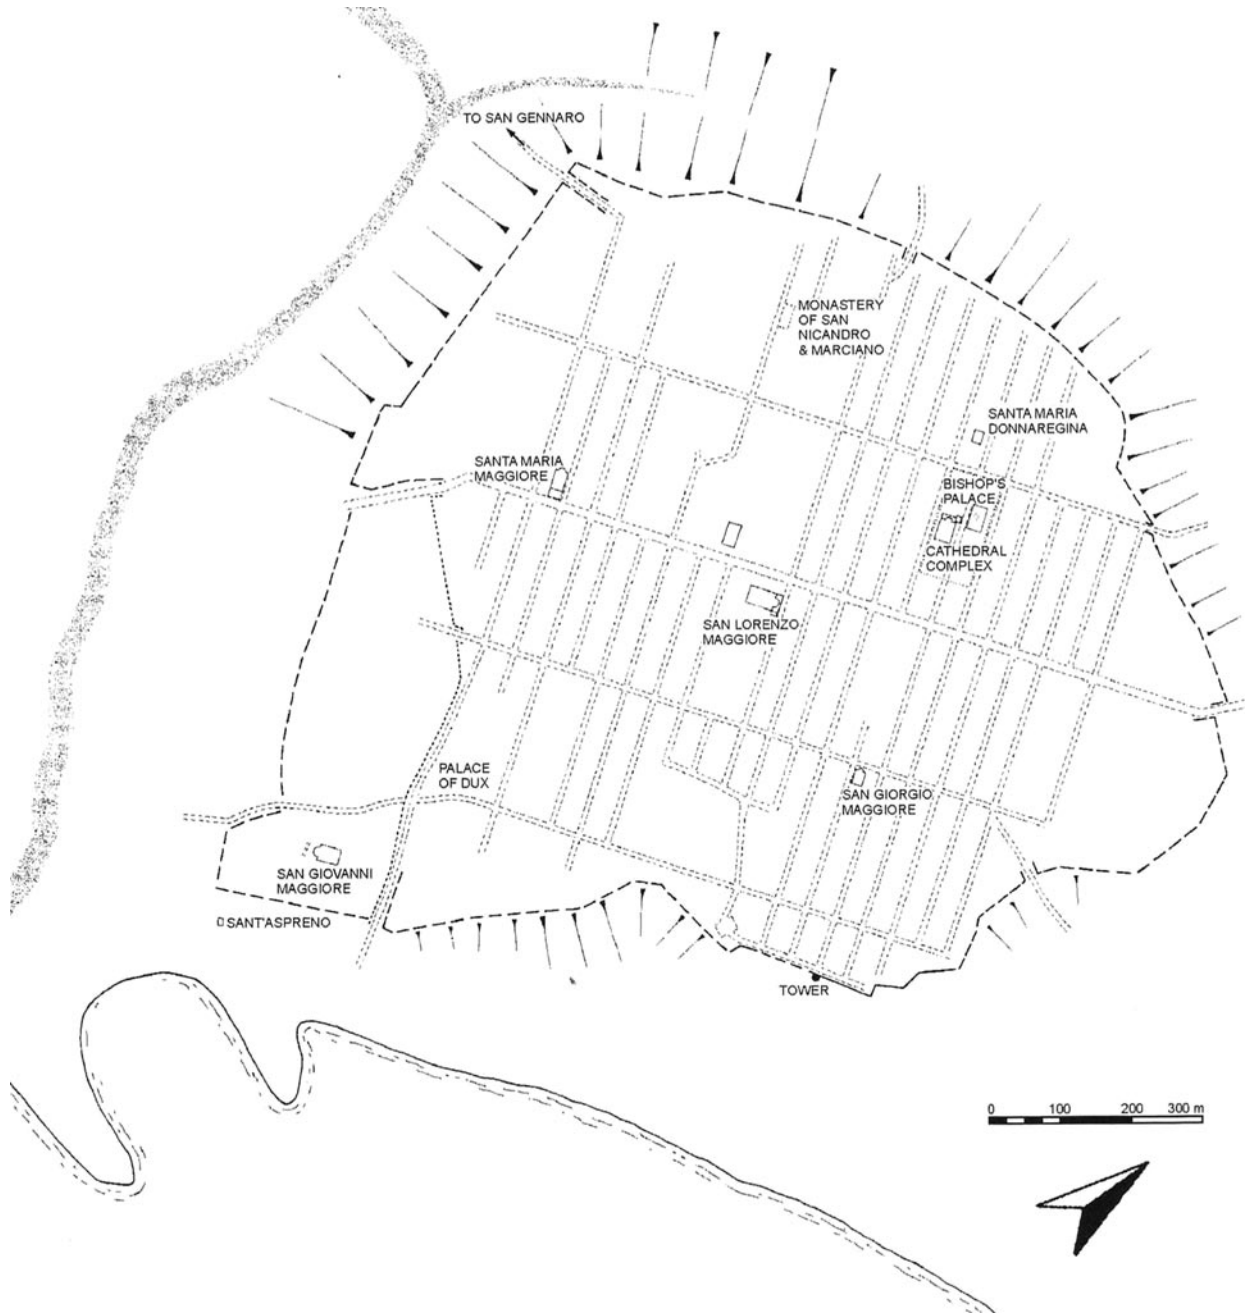 TO SAN GENNARO
MONASTERY
OF SAN
NICANDRO
& MARCIANO
SANTA MARIA
DONNAREGINA
SANTA MARIA
MAGGIORE
BISHOP'S
PALACE
CATHEDRAL
COMPLEX
SAN LORENZO
MAGGIORE
PALACE
OF DUX
SAN GIORGIO
MAGGIORE
SAN GIOVANNI
MAGGIORE
SANT'ASPRENO
TOWER
0 100 200 300 m